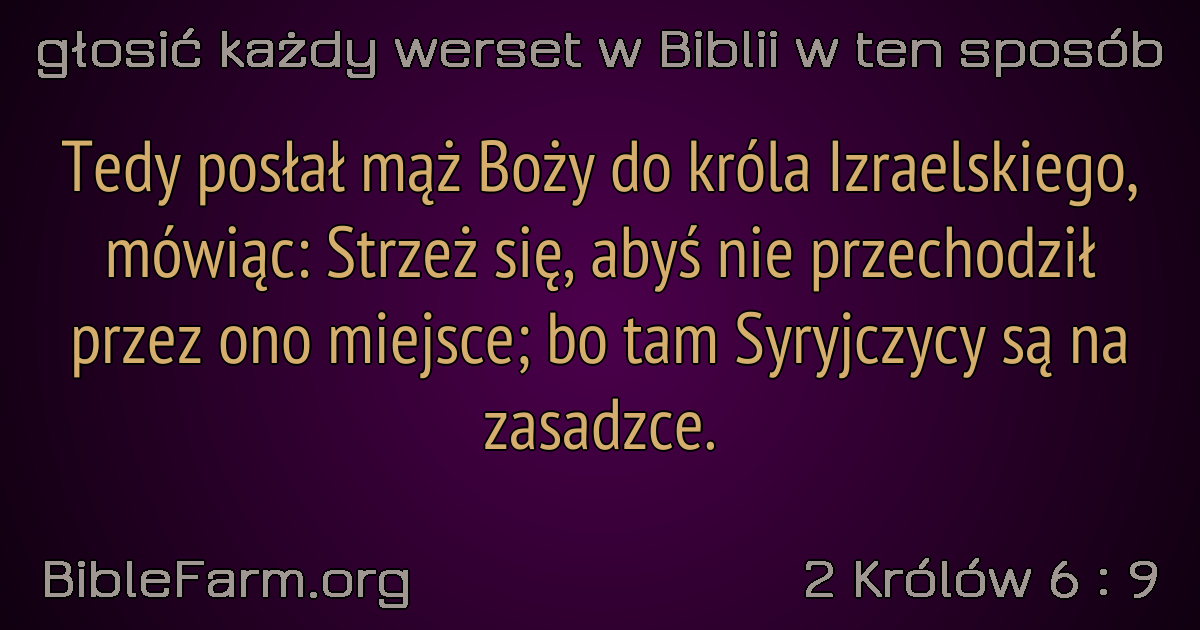 głosić każdy werset w Biblii w ten sposób
Tedy posłał mąż Boży do króla Izraelskiego,
mówiąc: Strzeż się, abyś nie przechodził
przez ono miejsce; bo tam Syryjczycy są na
zasadzce.
BibleFarm.org
2 Królów 6 : 9